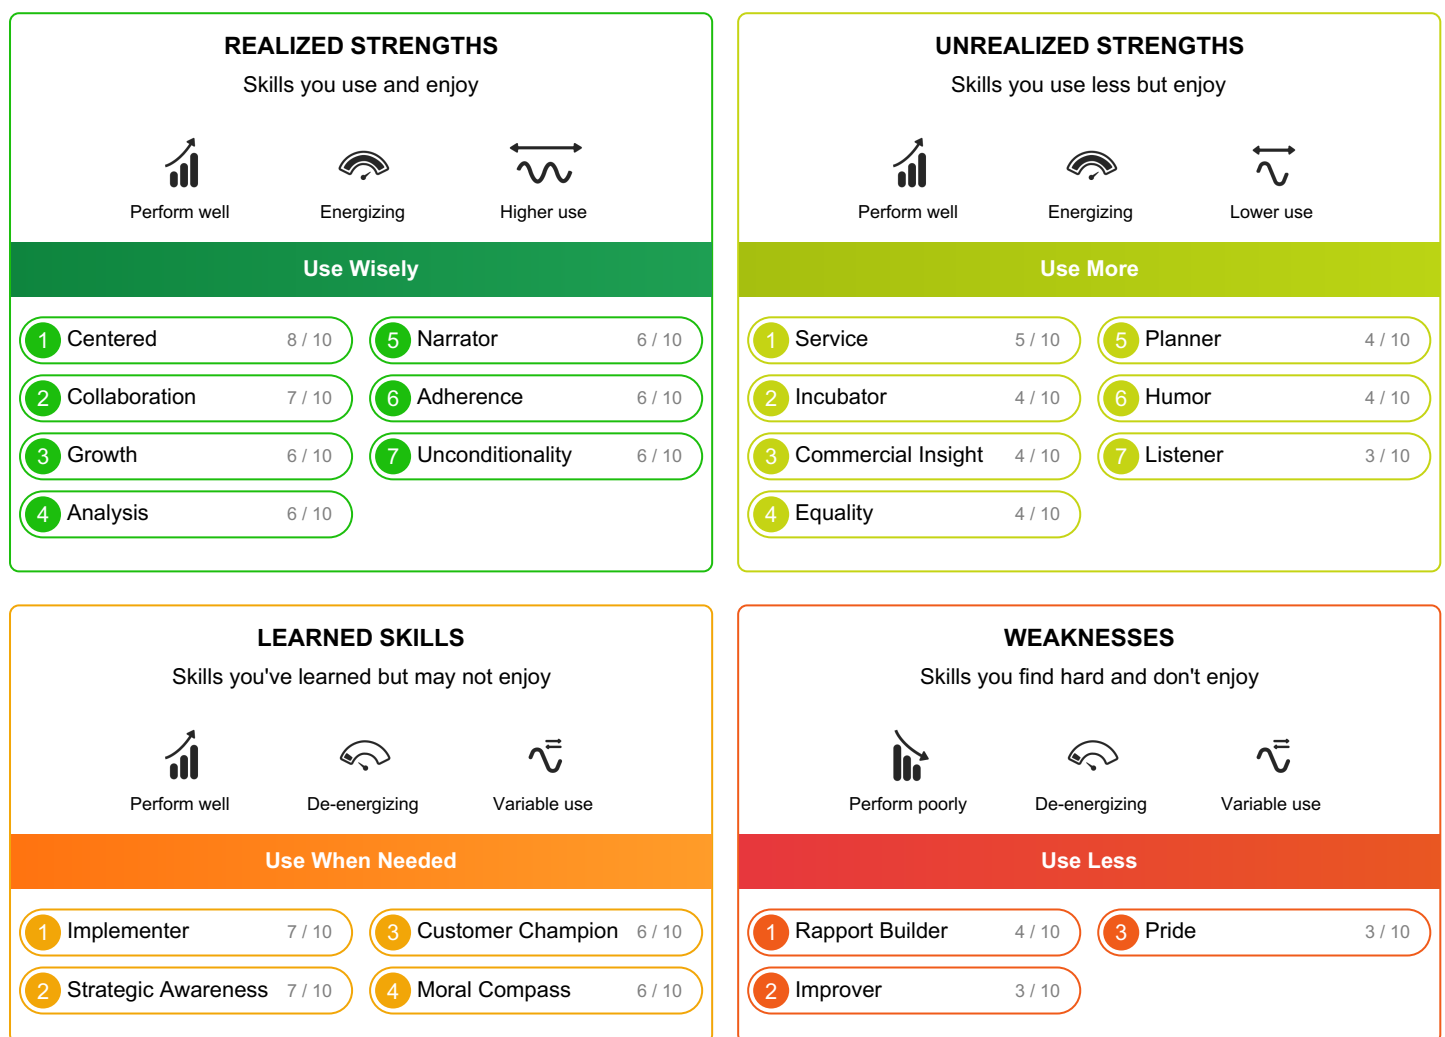 REALIZED STRENGTHS
Skills you use and enjoy
Perform well
Energizing
Higher use
Use Wisely
1 Centered 8 / 10
2 Collaboration 7 / 10
3 Growth 6 / 10
4 Analysis 6 / 10
5 Narrator 6 / 10
6 Adherence 6 / 10
7 Unconditionality 6 / 10
UNREALIZED STRENGTHS
Skills you use less but enjoy
Perform well
Energizing
Lower use
Use More
1 Service 5 / 10
2 Incubator 4 / 10
3 Commercial Insight 4 / 10
4 Equality 4 / 10
5 Planner 4 / 10
6 Humor 4 / 10
7 Listener 3 / 10
LEARNED SKILLS
Skills you've learned but may not enjoy
Perform well
De-energizing
Variable use
Use When Needed
1 Implementer 7 / 10
2 Strategic Awareness 7 / 10
3 Customer Champion 6 / 10
4 Moral Compass 6 / 10
WEAKNESSES
Skills you find hard and don't enjoy
Perform poorly
De-energizing
Variable use
Use Less
1 Rapport Builder 4 / 10
2 Improver 3 / 10
3 Pride 3 / 10